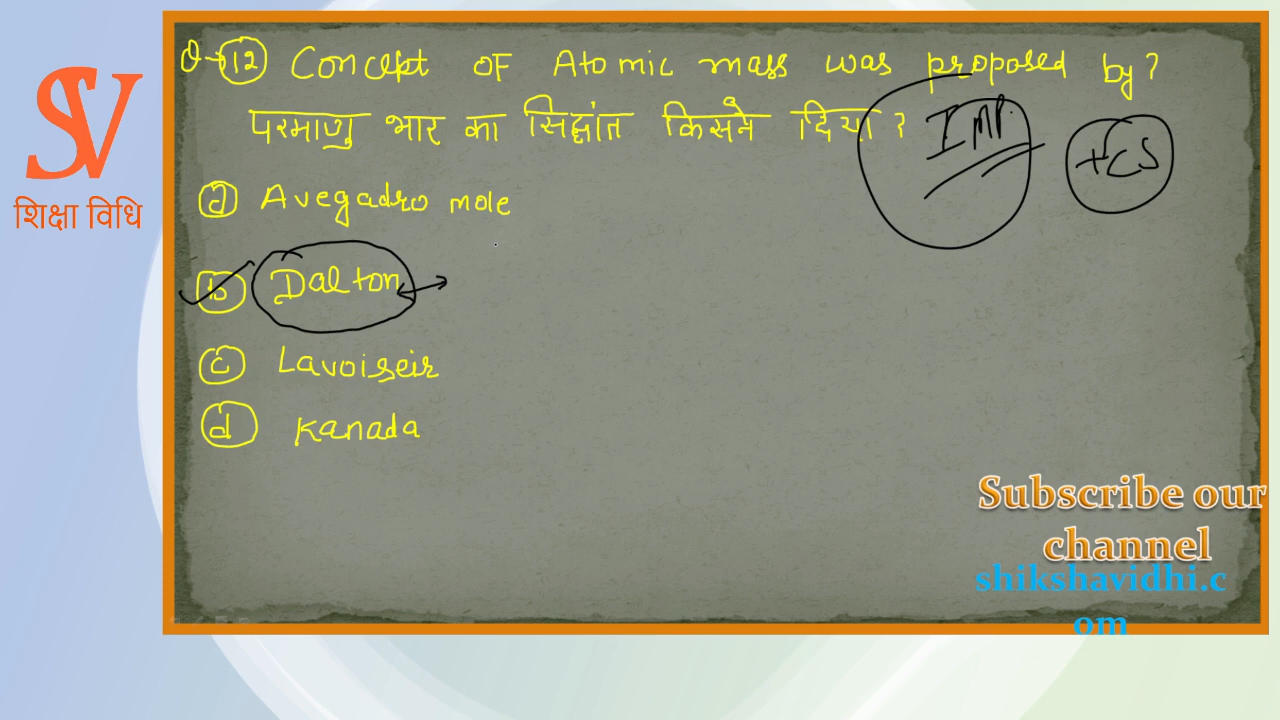 SV
शिक्षा विधि
Q→ 12 Concept OF Atomic mass was proposed by?
परमाणु भार का सिद्धांत किसने दिया ?
IMP.
TCS
a Avegadro mole
b Dalton
c Lavoiseir
d Kanada
Subscribe our
channel
shikshavidhi.c
om